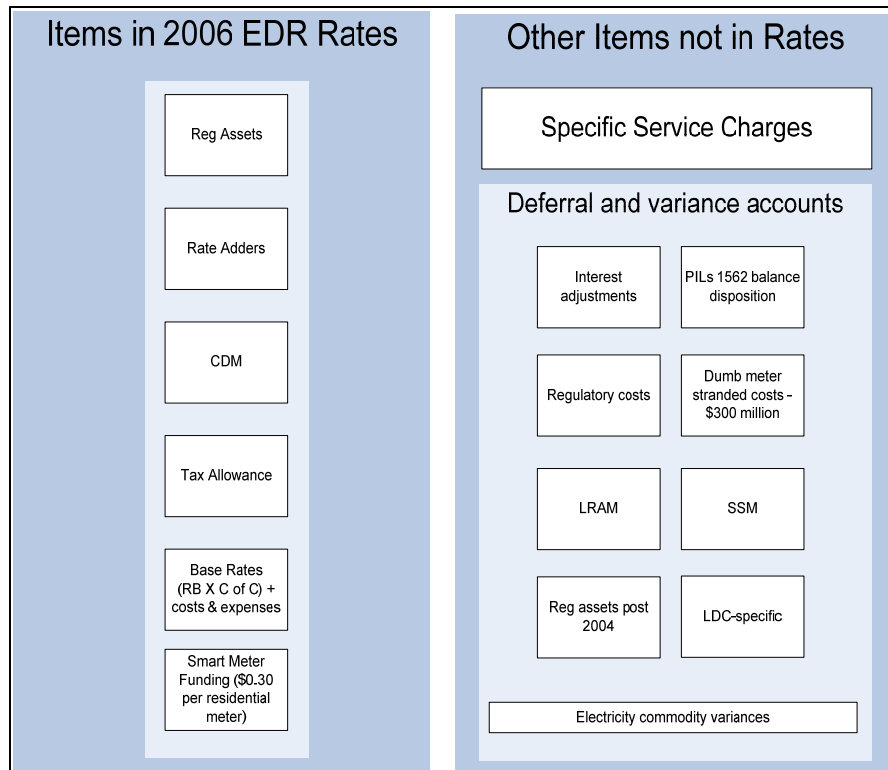 Items in 2006 EDR Rates
Reg Assets
Rate Adders
CDM
Tax Allowance
Base Rates
(RB X C of C) +
costs & expenses
Smart Meter
Funding ($0.30
per residential
meter)
Other Items not in Rates
Specific Service Charges
Deferral and variance accounts
Interest
adjustments
PILs 1562 balance
disposition
Regulatory costs
Dumb meter
stranded costs –
$300 million
LRAM
SSM
Reg assets post
2004
LDC-specific
Electricity commodity variances